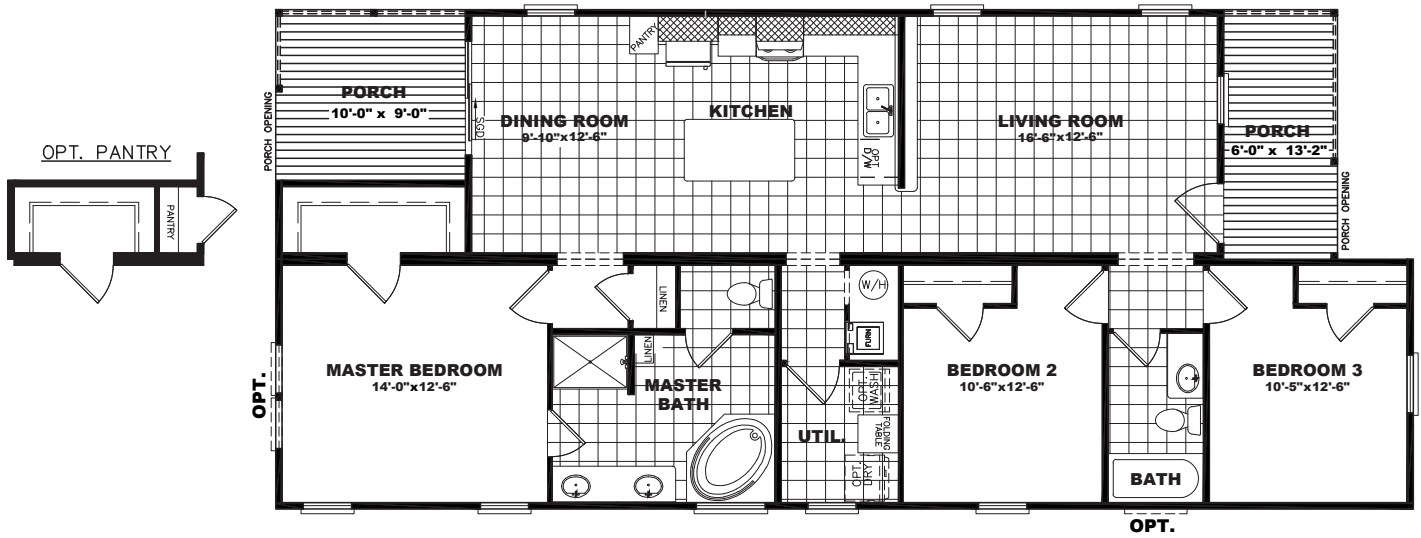 PORCH
10'-0" x 9'-0"
PORCH OPENING
SGD
DINING ROOM
9'-10"x12'-6"
PANTRY
KITCHEN
OPT
D/W
LIVING ROOM
16'-6"x12'-6"
PORCH
6'-0" x 13'-2"
PORCH OPENING
OPT. PANTRY
PANTRY
OPT.
MASTER BEDROOM
14'-0"x12'-6"
LINEN
LINEN
MASTER
BATH
W/H
FURN
UTIL.
OPT.
WASH
FOLDING
TABLE
OPT.
DRY
BEDROOM 2
10'-6"x12'-6"
BATH
OPT.
BEDROOM 3
10'-5"x12'-6"